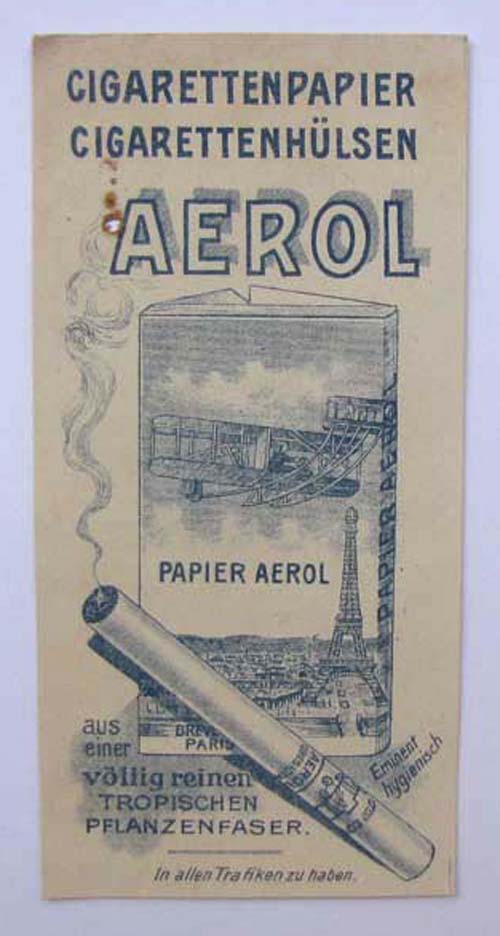 CIGARETTENPAPIER
CIGARETTENHÜLSEN
AEROL
PAPIER AEROL
PAPIER AEROL
PARIS
AEROL
aus
einer
völlig reinen
TROPISCHEN
PFLANZENFASER.
Eminent
hygienisch
In allen Trafiken zu haben.